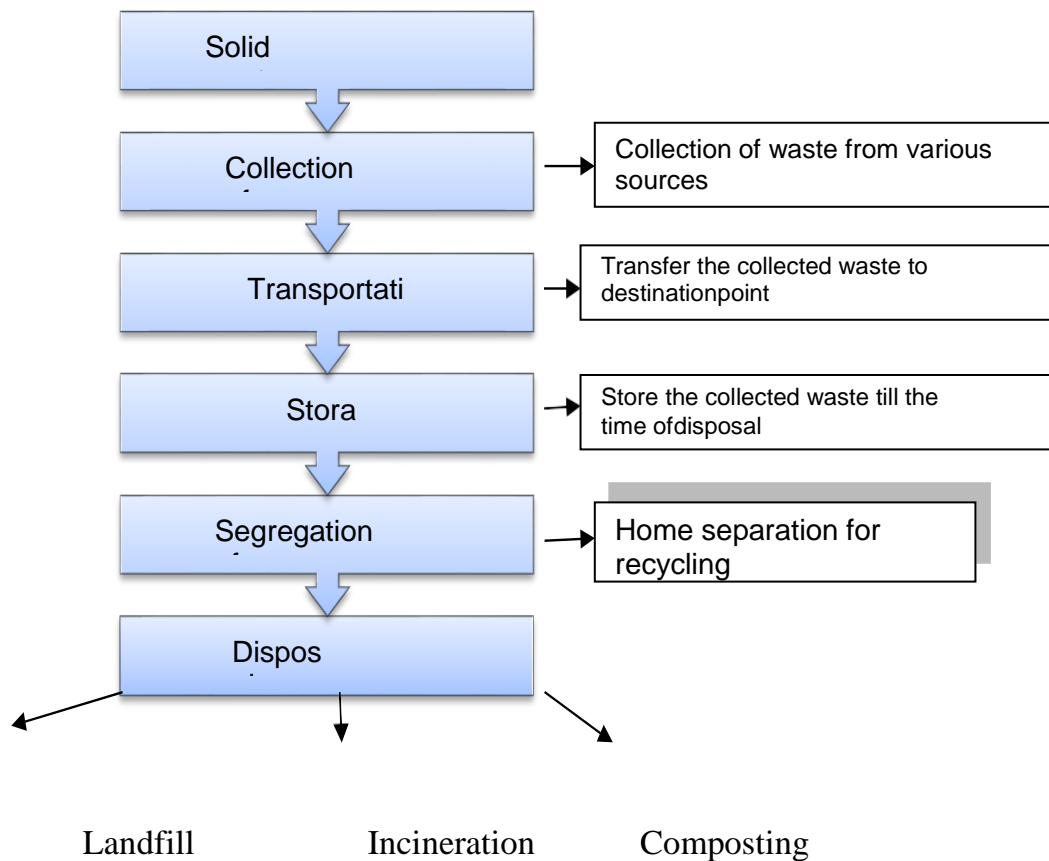 Solid
Collection
Collection of waste from various
sources
Transportati
Transfer the collected waste to
destinationpoint
Stora
Store the collected waste till the
time ofdisposal
Segregation
Home separation for
recycling
Dispos
Landfill Incineration Composting